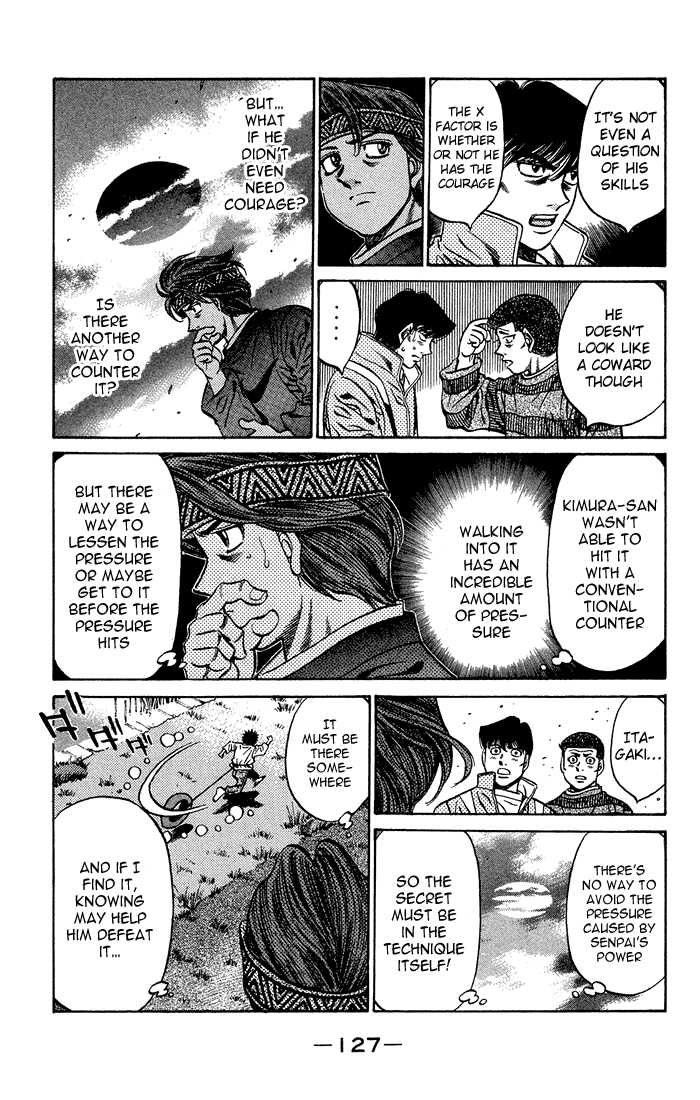 IT'S NOT
EVEN A
QUESTION
OF HIS
SKILLS
THE X
FACTOR IS
WHETHER
OR NOT HE
HAS THE
COURAGE
BUT...
WHAT
IF HE
DIDN'T
EVEN
NEED
COURAGE?
IS
THERE
ANOTHER
WAY TO
COUNTER
IT?
HE
DOESN'T
LOOK LIKE
A COWARD
THOUGH
....
KIMURA-SAN
WASN'T
ABLE TO
HIT IT
WITH A
CONVEN-
TIONAL
COUNTER
WALKING
INTO IT
HAS AN
INCREDIBLE
AMOUNT
OF PRES-
SURE
BUT THERE
MAY BE A
WAY TO
LESSEN THE
PRESSURE
OR MAYBE
GET TO IT
BEFORE THE
PRESSURE
HITS
ITA-
GAKI...
THERE'S
NO WAY TO
AVOID THE
PRESSURE
CAUSED BY
SENPAI'S
POWER
SO THE
SECRET
MUST BE
IN THE
TECHNIQUE
ITSELF!
IT
MUST BE
THERE
SOME-
WHERE
ダダダ
AND IF I
FIND IT,
KNOWING
MAY HELP
HIM DEFEAT
IT...
—127—